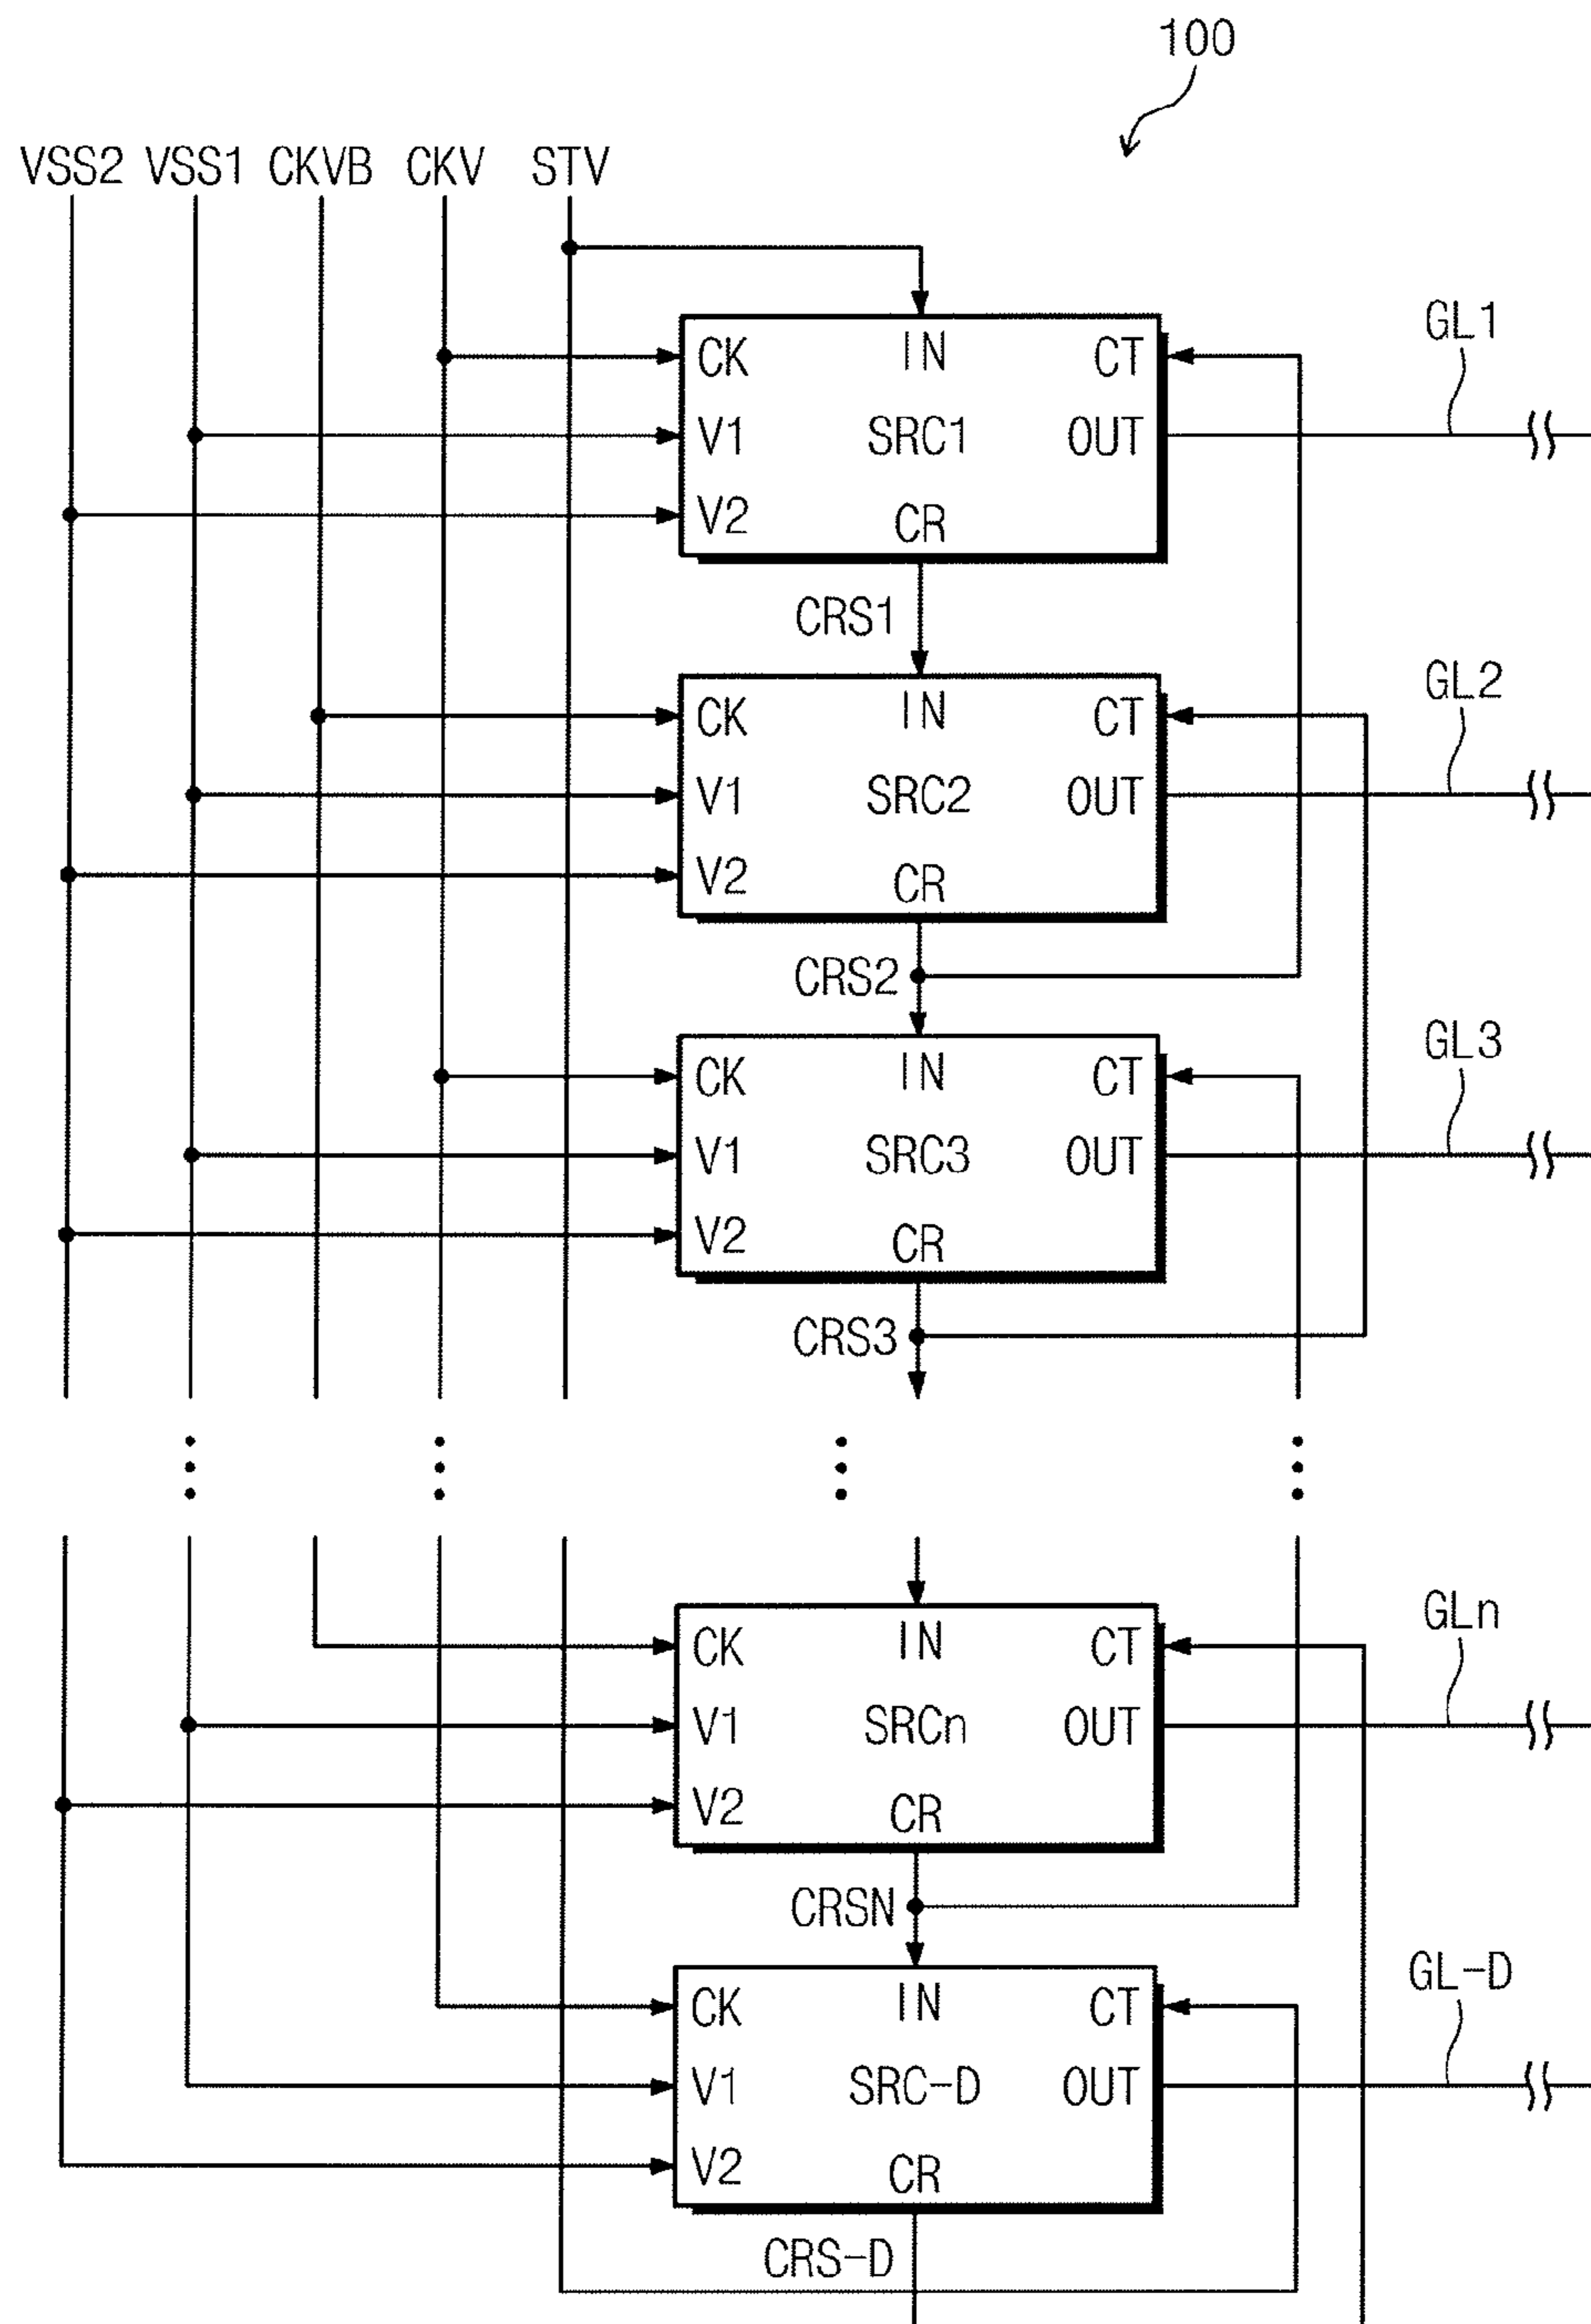 100
VSS2 VSS1 CKVB CKV STV
GL1
CK IN CT
V1 SRC1 OUT
V2 CR
CRS1
GL2
CK IN CT
V1 SRC2 OUT
V2 CR
CRS2
GL3
CK IN CT
V1 SRC3 OUT
V2 CR
CRS3
GLn
CK IN CT
V1 SRCn OUT
V2 CR
CRSN
GL-D
CK IN CT
V1 SRC-D OUT
V2 CR
CRS-D